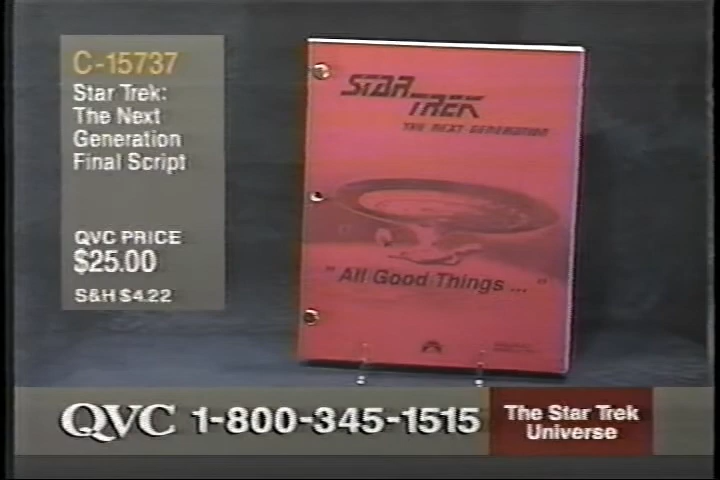 C-15737
Star Trek:
The Next
Generation
Final Script
QVC PRICE
$25.00
S&H $4.22
STAR
TREK
THE NEXT GENERATION
"All Good Things ... "
QVC 1-800-345-1515
The Star Trek
Universe